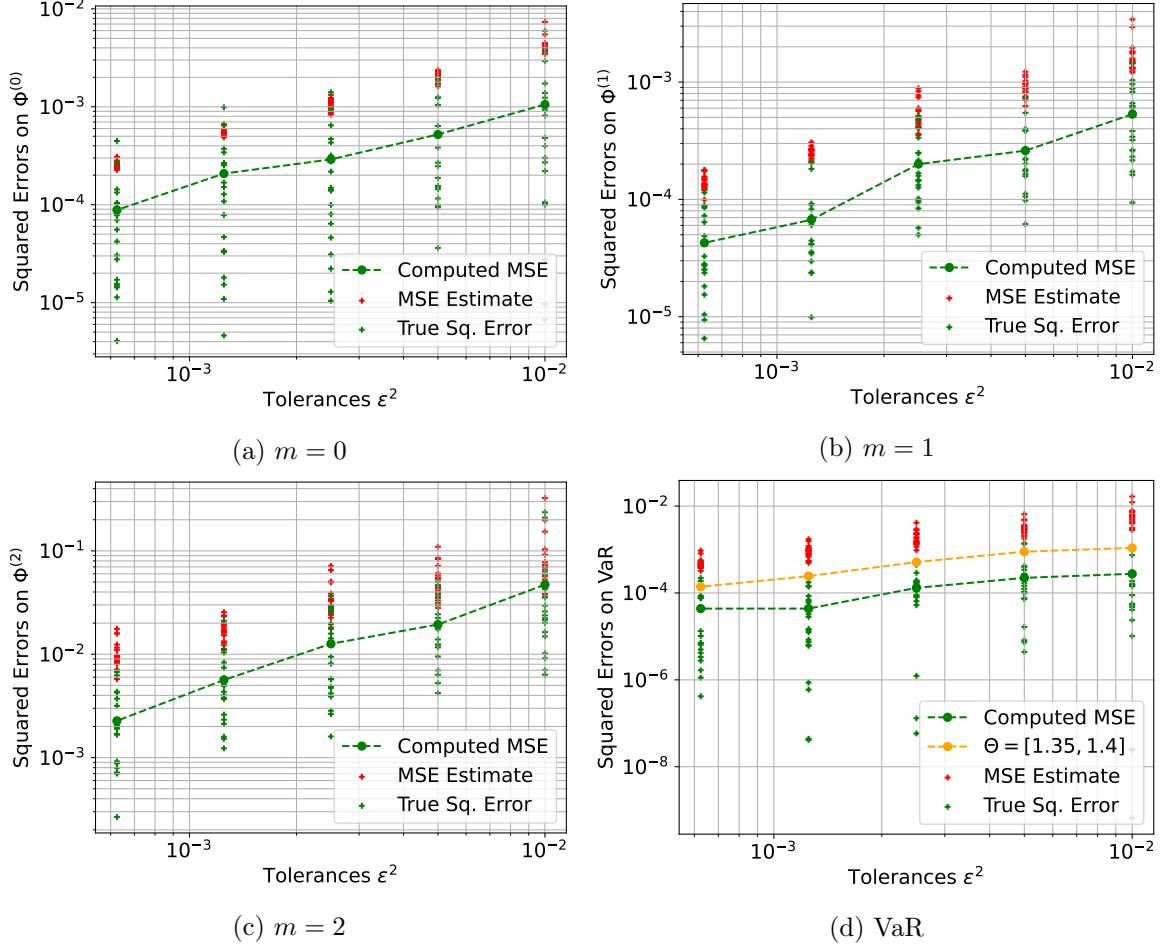 Squared Errors on Φ⁽⁰⁾
10⁻²
10⁻³
10⁻⁴
10⁻⁵
Computed MSE
MSE Estimate
True Sq. Error
10⁻³
10⁻²
Tolerances ε²
(a) m = 0
Squared Errors on Φ⁽¹⁾
10⁻³
10⁻⁴
10⁻⁵
Computed MSE
MSE Estimate
True Sq. Error
10⁻³
10⁻²
Tolerances ε²
(b) m = 1
Squared Errors on Φ⁽²⁾
10⁻¹
10⁻²
10⁻³
Computed MSE
MSE Estimate
True Sq. Error
10⁻³
10⁻²
Tolerances ε²
(c) m = 2
Squared Errors on VaR
10⁻²
10⁻⁴
10⁻⁶
10⁻⁸
Computed MSE
Θ = [1.35, 1.4]
MSE Estimate
True Sq. Error
10⁻³
10⁻²
Tolerances ε²
(d) VaR